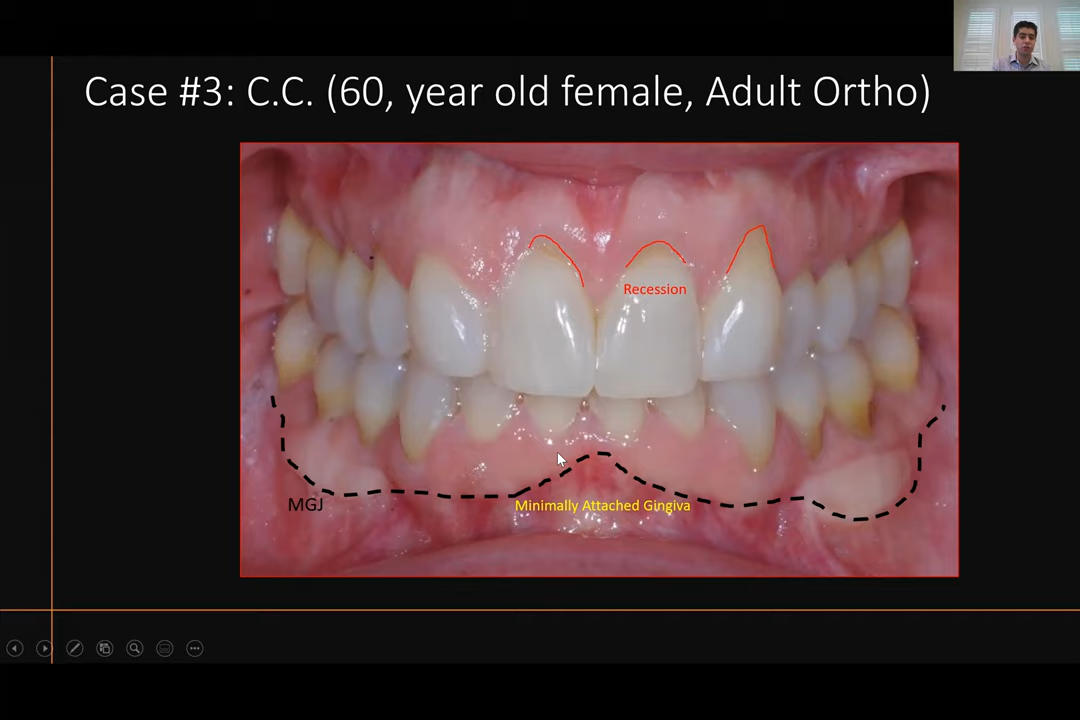 Case #3: C.C. (60, year old female, Adult Ortho)
Recession
MGJ
Minimally Attached Gingiva